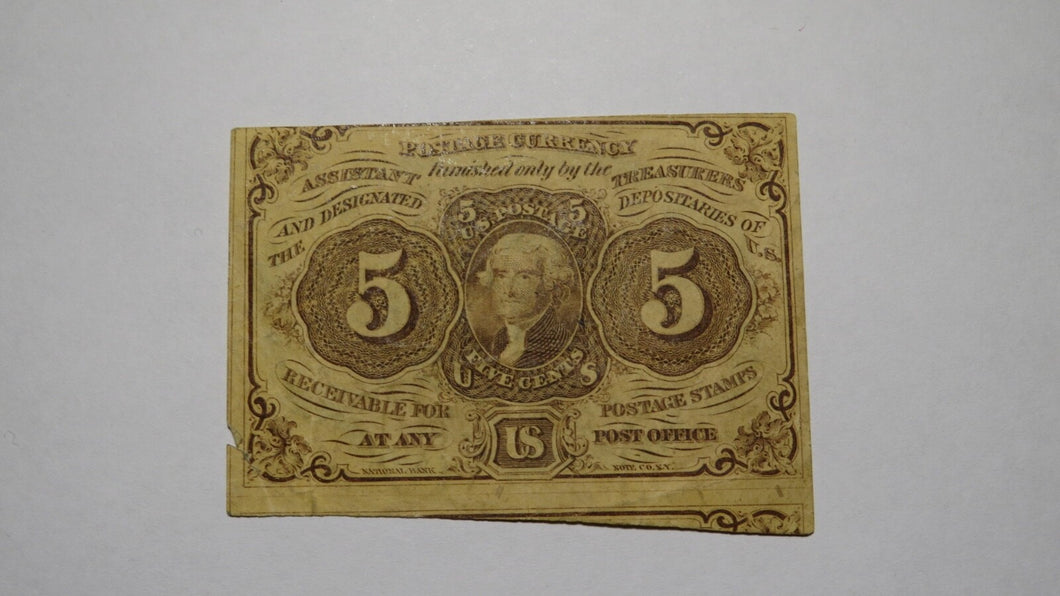 POSTAGE CURRENCY
Furnished only by the
ASSISTANT TREASURERS
AND DESIGNATED DEPOSITARIES OF
THE U.S.
5 5
U.S. POSTAGE
5 5
FIVE CENTS
U S
RECEIVABLE FOR POSTAGE STAMPS
AT ANY US POST OFFICE
NATIONAL BANK NOTE CO. N.Y.